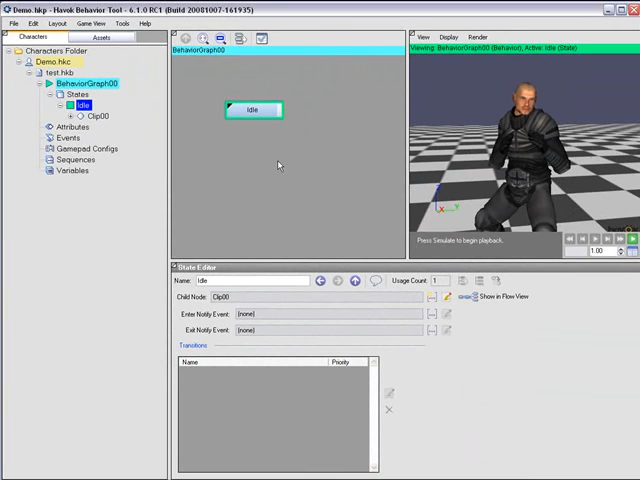 Demo.hkp - Havok Behavior Tool - 6.1.0 RC1 (Build 20081007-161935)
File Edit Layout Game View Tools Help
Characters Assets
Characters Folder
Demo.hkc
test.hkb
BehaviorGraph00
States
Idle
Clip00
Attributes
Events
Gamepad Configs
Sequences
Variables
BehaviorGraph00
Idle
View Display Render
Viewing: BehaviorGraph00 (Behavior), Active: Idle (State)
Z
X Y
Press Simulate to begin playback.
1.00
State Editor
Name: Idle Usage Count: 1
Child Node: Clip00 Show in Flow View
Enter Notify Event: (none)
Exit Notify Event: (none)
Transitions
Name Priority